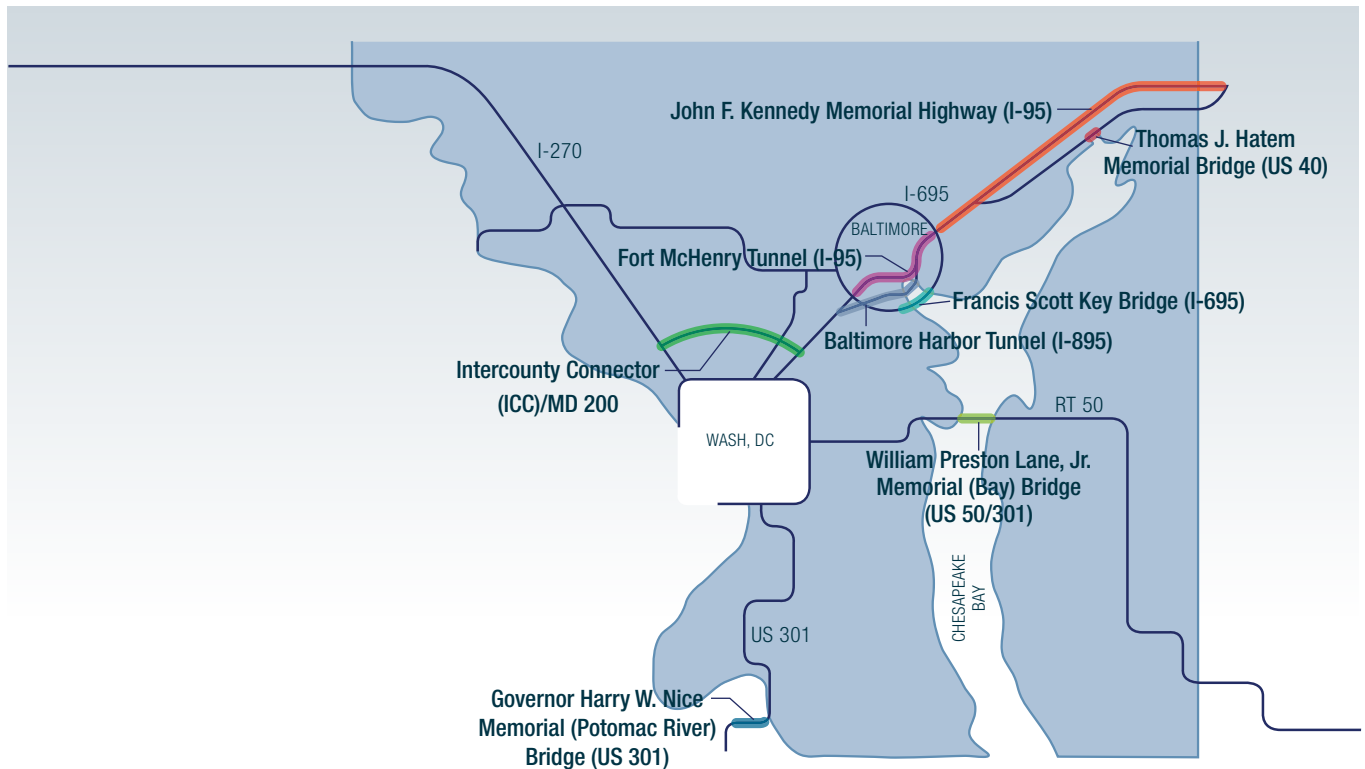 John F. Kennedy Memorial Highway (I-95)
Thomas J. Hatem
Memorial Bridge (US 40)
I-270
I-695
BALTIMORE
Fort McHenry Tunnel (I-95)
Francis Scott Key Bridge (I-695)
Baltimore Harbor Tunnel (I-895)
Intercounty Connector
(ICC)/MD 200
RT 50
WASH, DC
William Preston Lane, Jr.
Memorial (Bay) Bridge
(US 50/301)
CHESAPEAKE
BAY
US 301
Governor Harry W. Nice
Memorial (Potomac River)
Bridge (US 301)